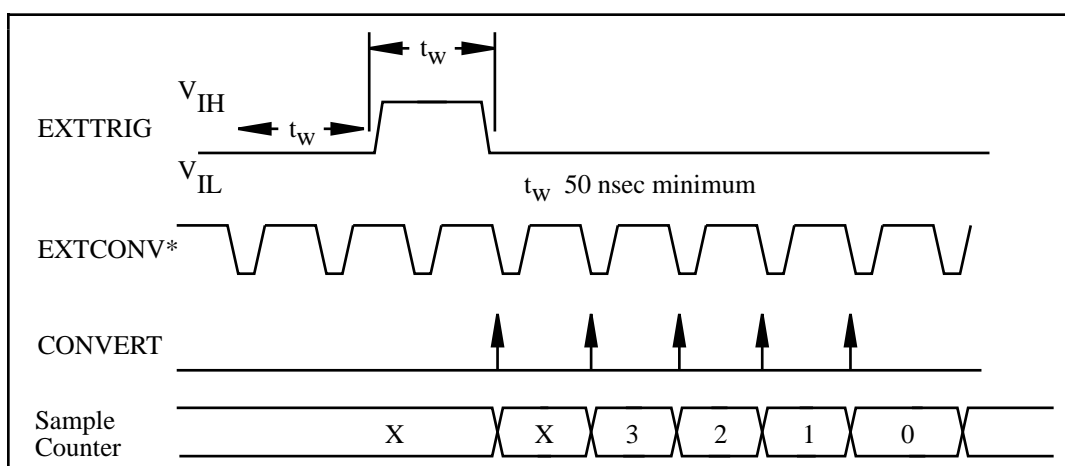 t_w
V_IH
EXTTRIG
t_w
V_IL
t_w 50 nsec minimum
EXTCONV*
CONVERT
Sample
Counter
X X 3 2 1 0